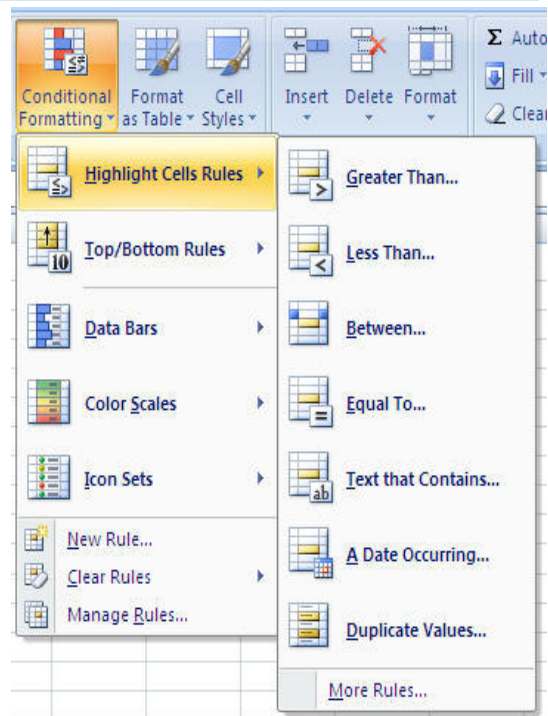 Conditional Formatting
Format as Table
Cell Styles
Insert
Delete
Format
Σ Auto
Fill
Clear
Highlight Cells Rules
Top/Bottom Rules
10
Data Bars
Color Scales
Icon Sets
New Rule...
Clear Rules
Manage Rules...
Greater Than...
Less Than...
Between...
Equal To...
Text that Contains...
ab
A Date Occurring...
Duplicate Values...
More Rules...